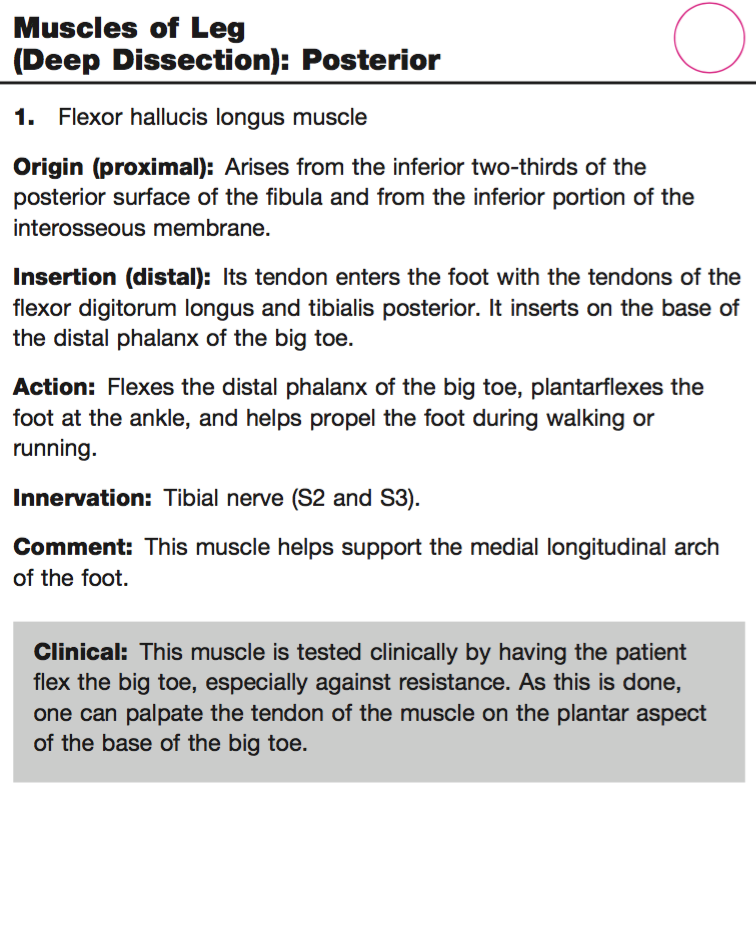 Muscles of Leg
(Deep Dissection): Posterior
1. Flexor hallucis longus muscle
Origin (proximal): Arises from the inferior two-thirds of the
posterior surface of the fibula and from the inferior portion of the
interosseous membrane.
Insertion (distal): Its tendon enters the foot with the tendons of the
flexor digitorum longus and tibialis posterior. It inserts on the base of
the distal phalanx of the big toe.
Action: Flexes the distal phalanx of the big toe, plantarflexes the
foot at the ankle, and helps propel the foot during walking or
running.
Innervation: Tibial nerve (S2 and S3).
Comment: This muscle helps support the medial longitudinal arch
of the foot.
Clinical: This muscle is tested clinically by having the patient
flex the big toe, especially against resistance. As this is done,
one can palpate the tendon of the muscle on the plantar aspect
of the base of the big toe.